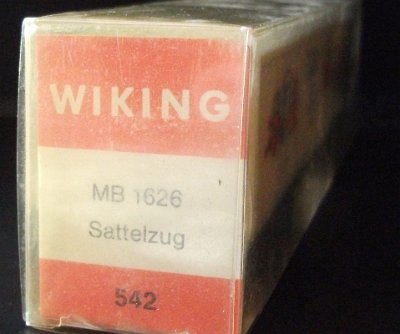 WIKING
MB 1626
Sattelzug
542